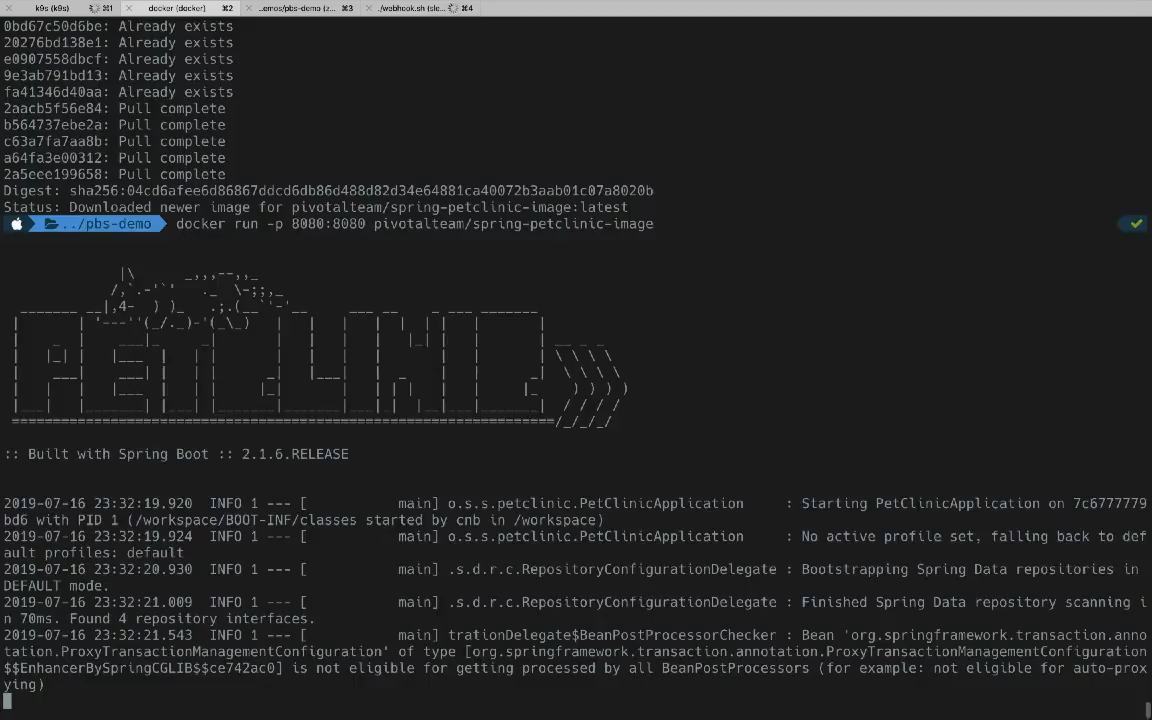 k9s (k9s) ⌘1 docker (docker) ⌘2 ..emos/pbs-demo (z... ⌘3 ./webhook.sh (sle... ⌘4
0bd67c50d6be: Already exists
20276bd138e1: Already exists
e0907558dbcf: Already exists
9e3ab791bd13: Already exists
fa41346d40aa: Already exists
2aacb5f56e84: Pull complete
b564737ebe2a: Pull complete
c63a7fa7aa8b: Pull complete
a64fa3e00312: Pull complete
2a5eee199658: Pull complete
Digest: sha256:04cd6afee6d86867ddcd6db86d488d82d34e64881ca40072b3aab01c07a8020b
Status: Downloaded newer image for pivotalteam/spring-petclinic-image:latest
../pbs-demo docker run -p 8080:8080 pivotalteam/spring-petclinic-image
PETCLINIC
:: Built with Spring Boot :: 2.1.6.RELEASE
2019-07-16 23:32:19.920  INFO 1 --- [           main] o.s.s.petclinic.PetClinicApplication     : Starting PetClinicApplication on 7c6777779
bd6 with PID 1 (/workspace/BOOT-INF/classes started by cnb in /workspace)
2019-07-16 23:32:19.924  INFO 1 --- [           main] o.s.s.petclinic.PetClinicApplication     : No active profile set, falling back to def
ault profiles: default
2019-07-16 23:32:20.930  INFO 1 --- [           main] .s.d.r.c.RepositoryConfigurationDelegate : Bootstrapping Spring Data repositories in
DEFAULT mode.
2019-07-16 23:32:21.009  INFO 1 --- [           main] .s.d.r.c.RepositoryConfigurationDelegate : Finished Spring Data repository scanning i
n 70ms. Found 4 repository interfaces.
2019-07-16 23:32:21.543  INFO 1 --- [           main] trationDelegate$BeanPostProcessorChecker : Bean 'org.springframework.transaction.anno
tation.ProxyTransactionManagementConfiguration' of type [org.springframework.transaction.annotation.ProxyTransactionManagementConfiguration
$$EnhancerBySpringCGLIB$$ce742ac0] is not eligible for getting processed by all BeanPostProcessors (for example: not eligible for auto-prox
ying)